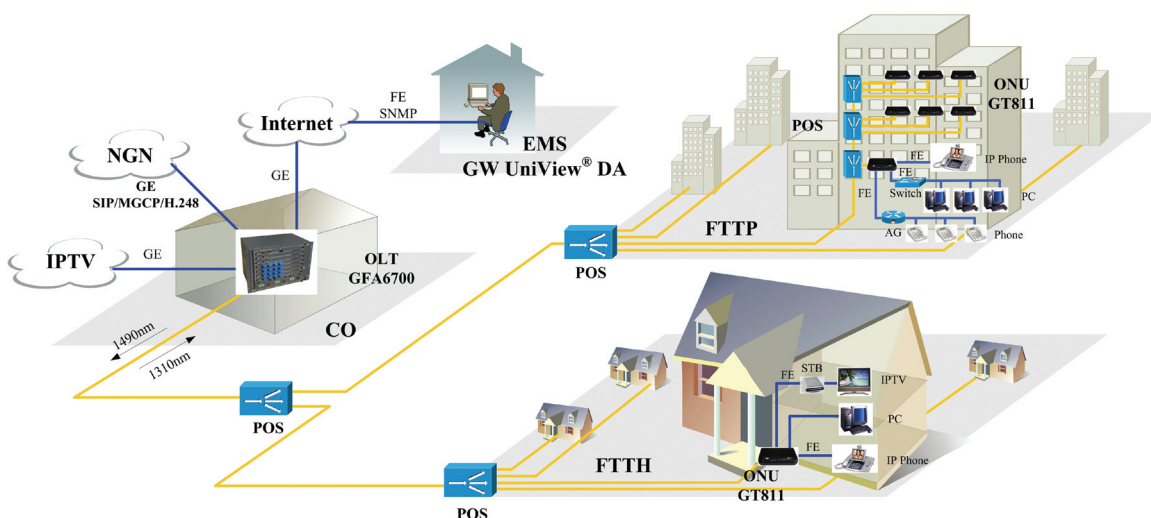 FE
SNMP
Internet
EMS
GW UniView® DA
NGN
GE
SIP/MGCP/H.248
GE
IPTV
GE
OLT
GFA6700
CO
1490nm
1310nm
POS
POS
FTTP
POS
ONU
GT811
FE
IP Phone
FE
Switch
PC
FE
AG
Phone
POS
FTTH
FE
STB
IPTV
PC
FE
IP Phone
ONU
GT811